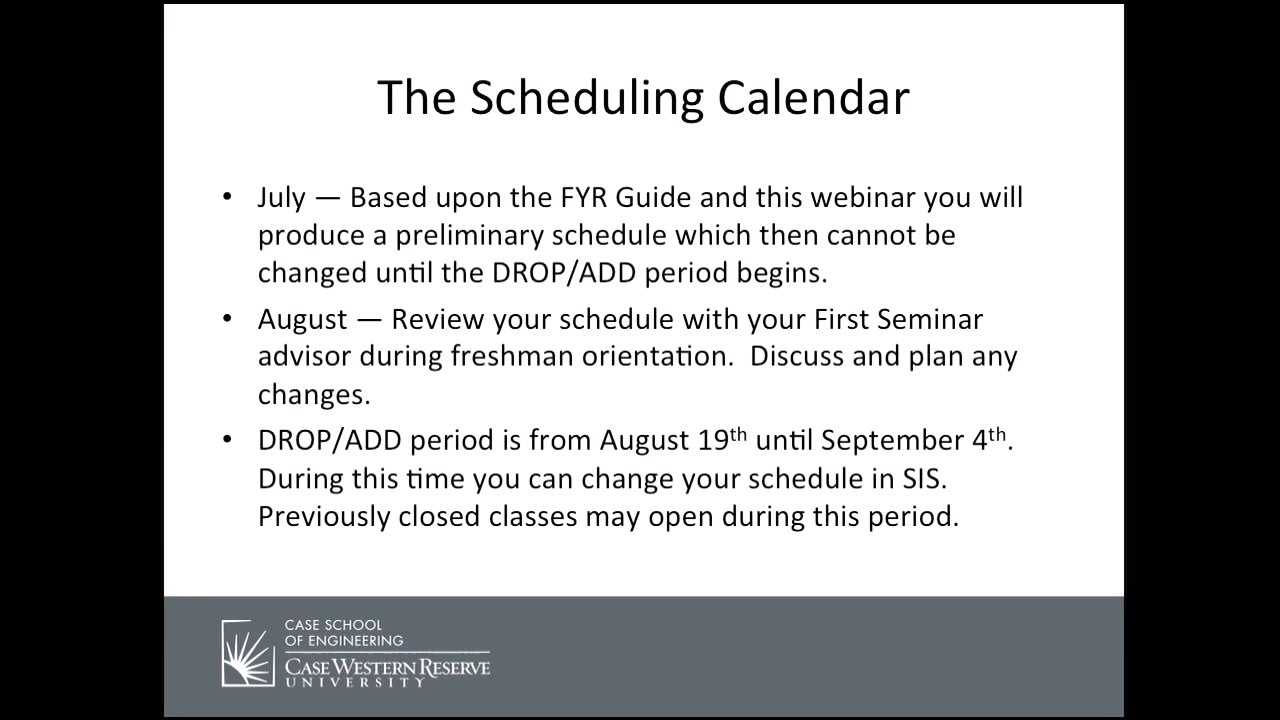 The Scheduling Calendar
• July — Based upon the FYR Guide and this webinar you will
produce a preliminary schedule which then cannot be
changed until the DROP/ADD period begins.
• August — Review your schedule with your First Seminar
advisor during freshman orientation.  Discuss and plan any
changes.
• DROP/ADD period is from August 19th until September 4th.
During this time you can change your schedule in SIS.
Previously closed classes may open during this period.
CASE SCHOOL
OF ENGINEERING
CASE WESTERN RESERVE
UNIVERSITY